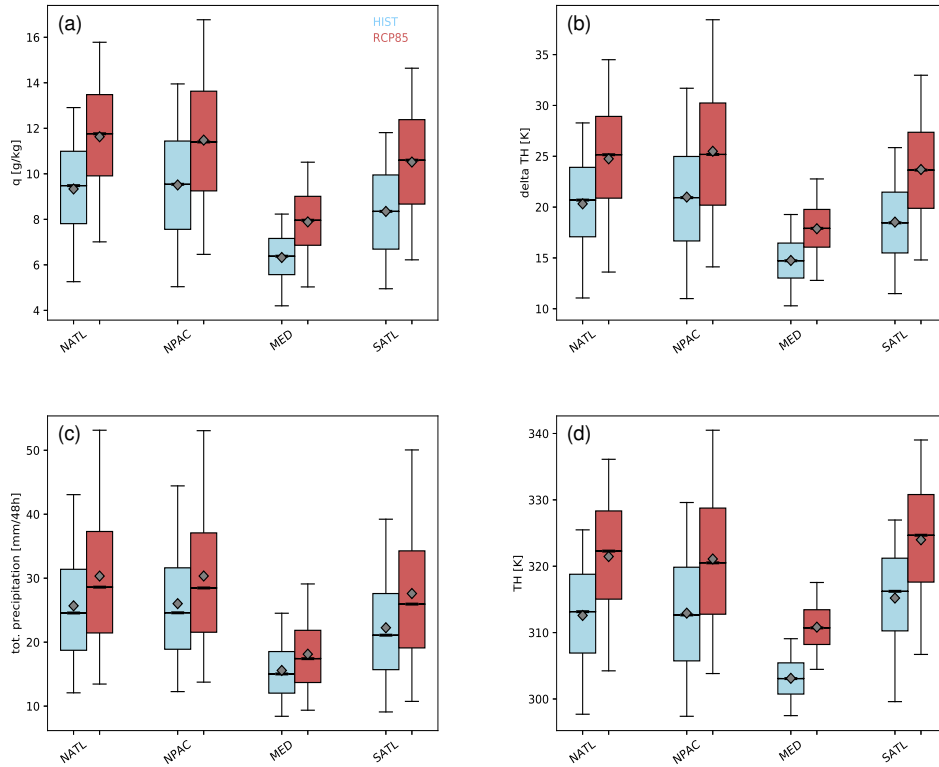 (a)
HIST
RCP85
q [g/kg]
16
14
12
10
8
6
4
NATL
NPAC
MED
SATL
(b)
delta TH [K]
35
30
25
20
15
10
NATL
NPAC
MED
SATL
(c)
tot. precipitation [mm/48h]
50
40
30
20
10
NATL
NPAC
MED
SATL
(d)
TH [K]
340
330
320
310
300
NATL
NPAC
MED
SATL